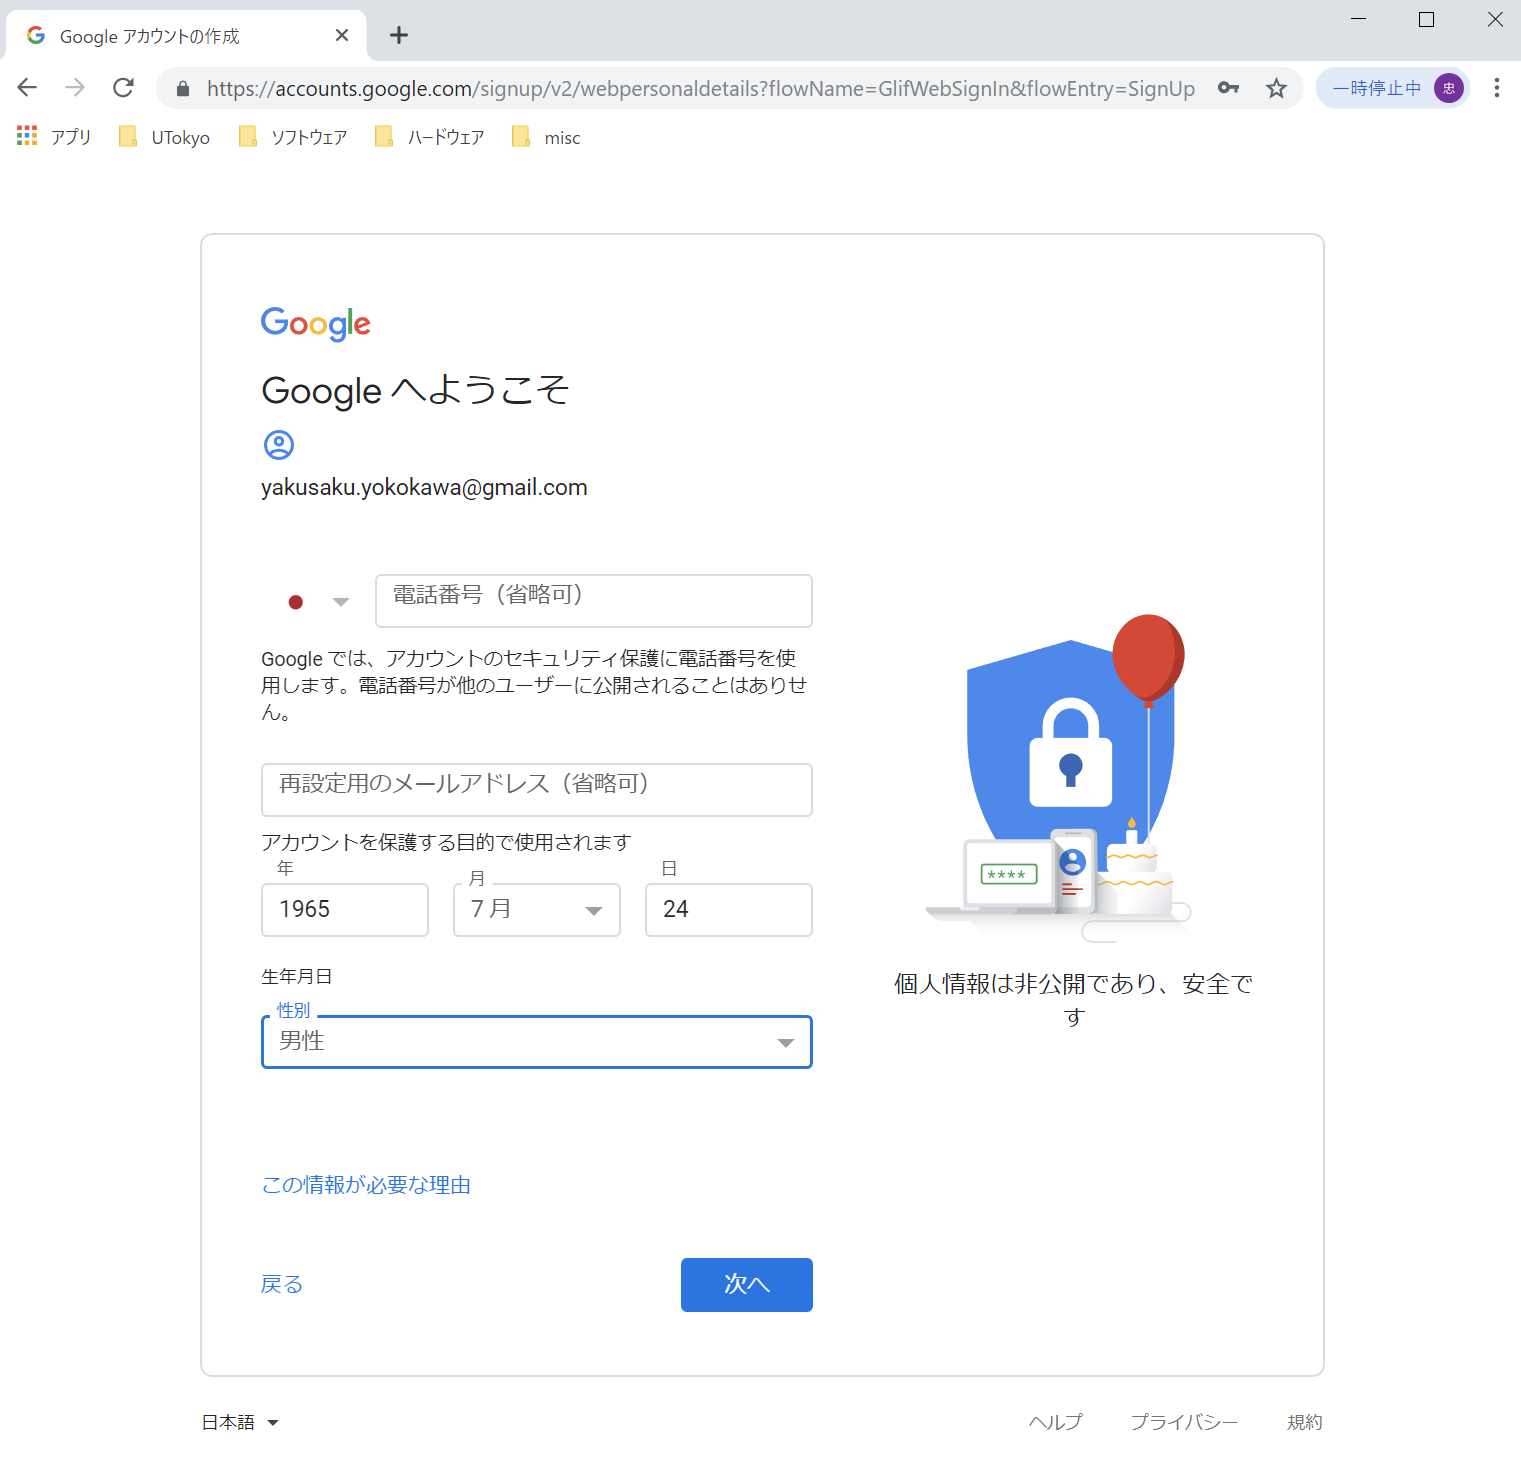 Google アカウントの作成
https://accounts.google.com/signup/v2/webpersonaldetails?flowName=GlifWebSignIn&flowEntry=SignUp
一時停止中
忠
アプリ
UTokyo
ソフトウェア
ハードウェア
misc
Google
Google へようこそ
yakusaku.yokokawa@gmail.com
電話番号（省略可）
Google では、アカウントのセキュリティ保護に電話番号を使
用します。電話番号が他のユーザーに公開されることはありませ
ん。
再設定用のメールアドレス（省略可）
アカウントを保護する目的で使用されます
年
月
日
1965
7 月
24
生年月日
性別
男性
****
個人情報は非公開であり、安全で
す
この情報が必要な理由
戻る
次へ
日本語
ヘルプ
プライバシー
規約